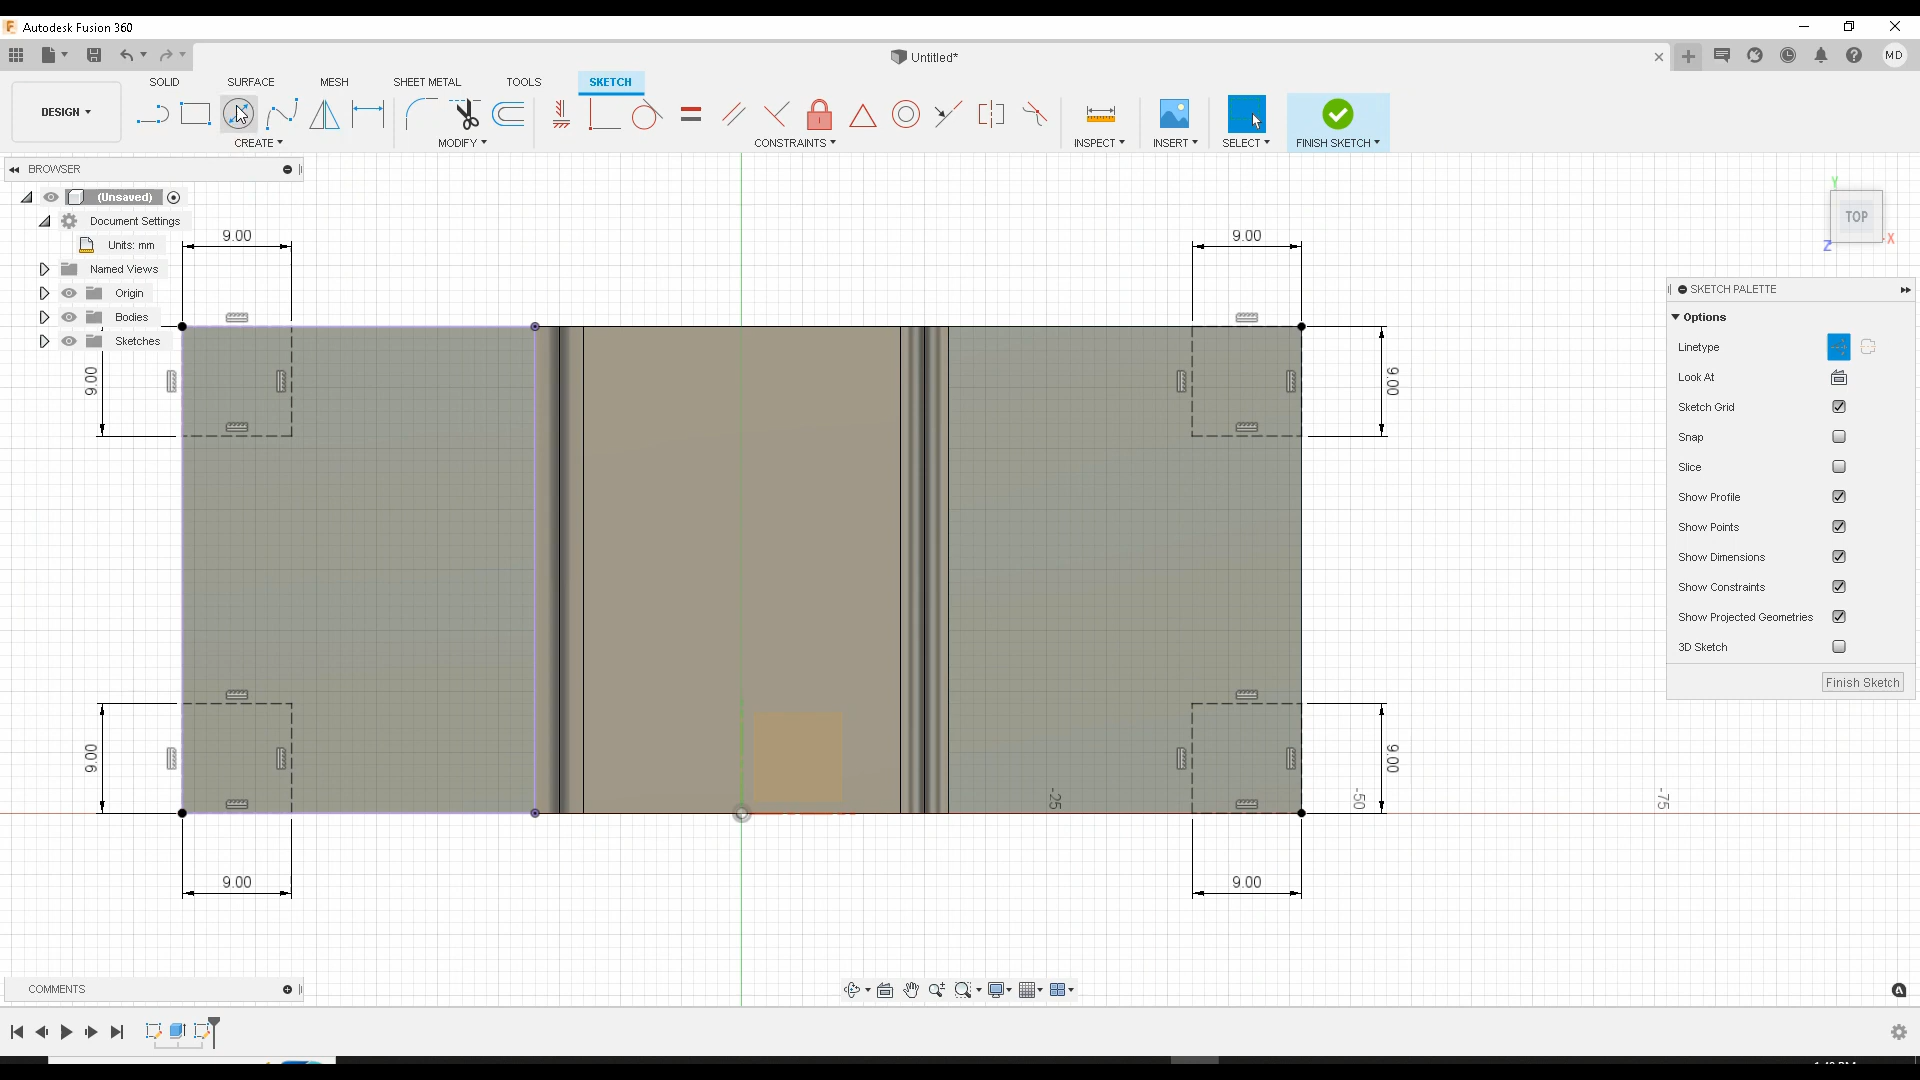 Autodesk Fusion 360
Untitled*
MD
DESIGN
SOLID
SURFACE
MESH
SHEET METAL
TOOLS
SKETCH
CREATE
MODIFY
CONSTRAINTS
INSPECT
INSERT
SELECT
FINISH SKETCH
BROWSER
(Unsaved)
Document Settings
Units: mm
Named Views
Origin
Bodies
Sketches
9.00
9.00
9.00
9.00
9.00
9.00
9.00
9.00
-25
-50
-75
Y
TOP
X
Z
SKETCH PALETTE
Options
Linetype
Look At
Sketch Grid
Snap
Slice
Show Profile
Show Points
Show Dimensions
Show Constraints
Show Projected Geometries
3D Sketch
Finish Sketch
COMMENTS